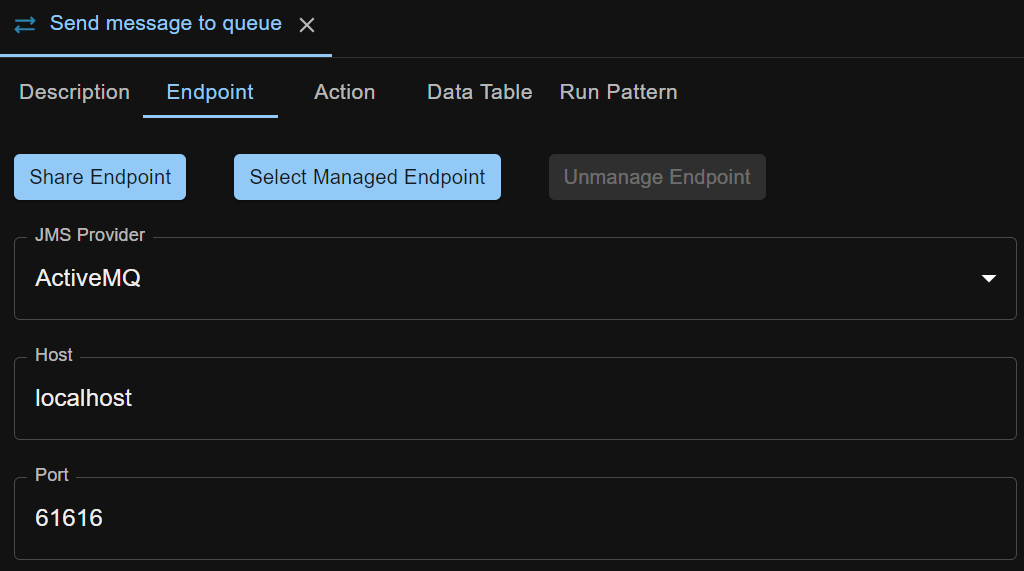 Send message to queue
Description Endpoint Action Data Table Run Pattern
Share Endpoint Select Managed Endpoint Unmanage Endpoint
JMS Provider
ActiveMQ
Host
localhost
Port
61616